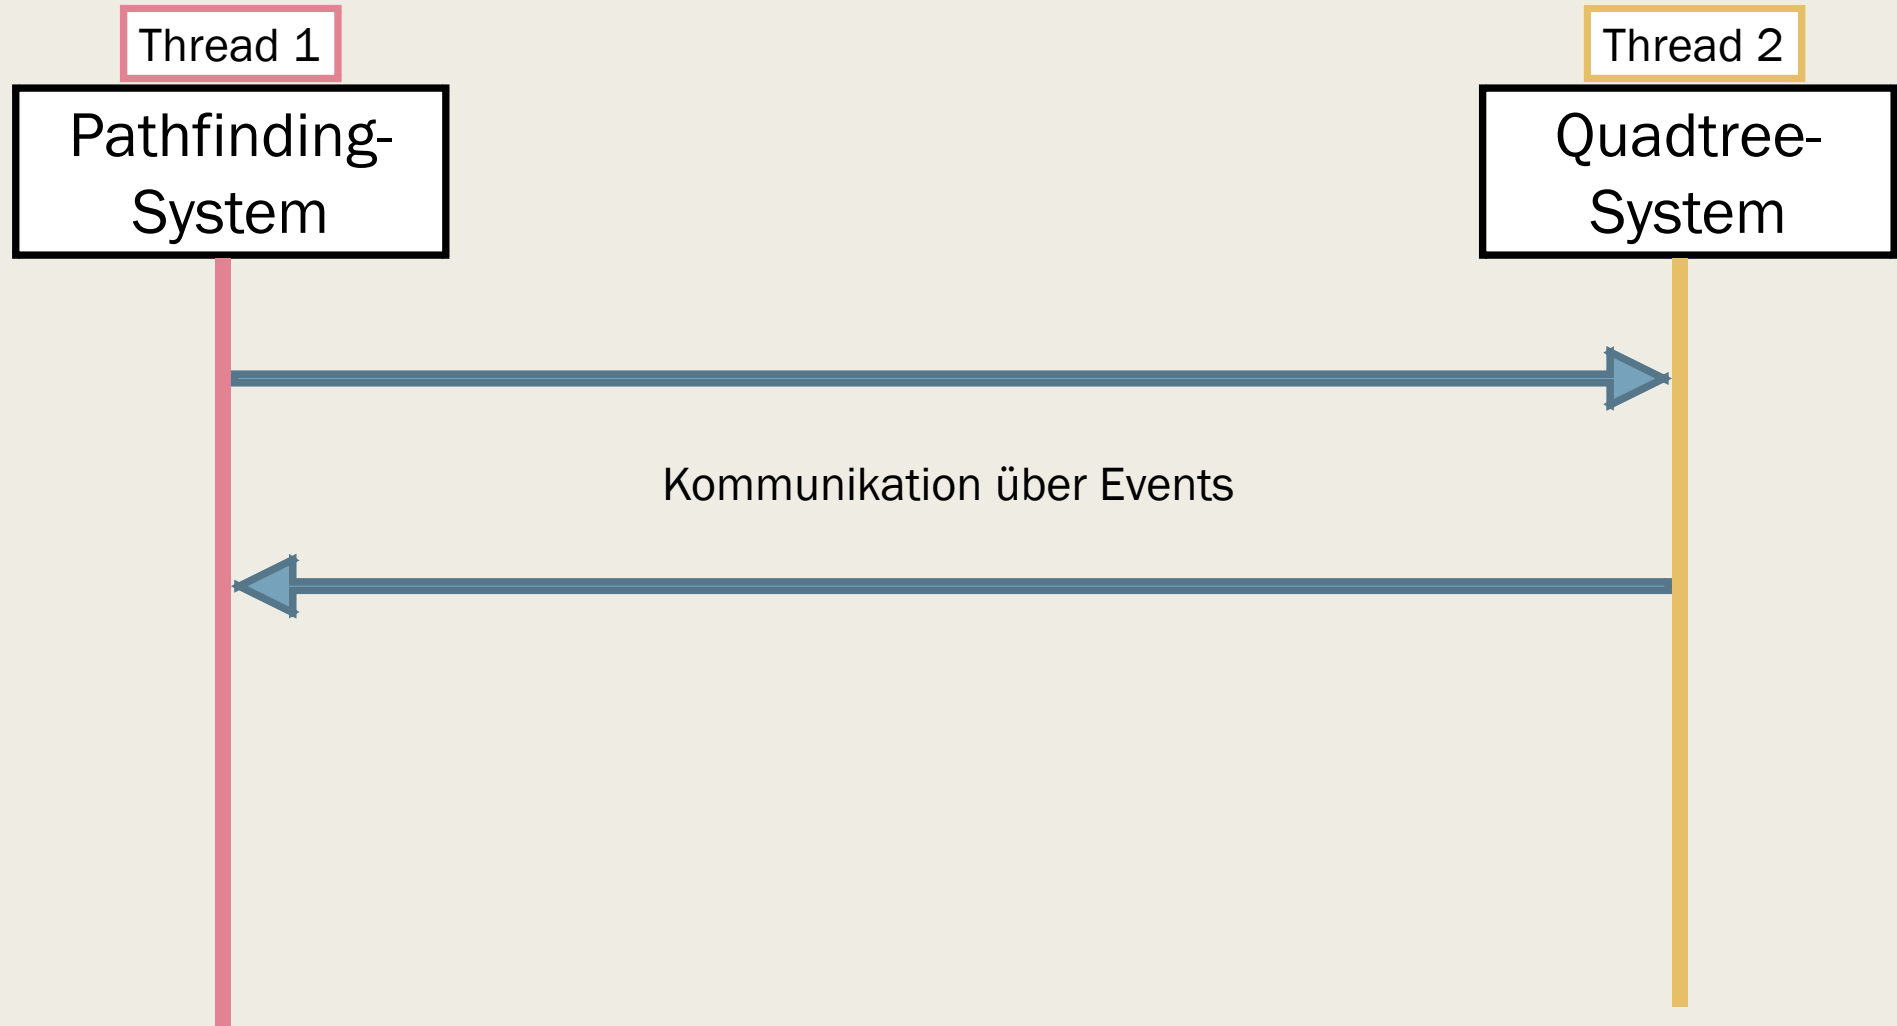 Thread 1
Thread 2
Pathfinding-
System
Quadtree-
System
Kommunikation über Events